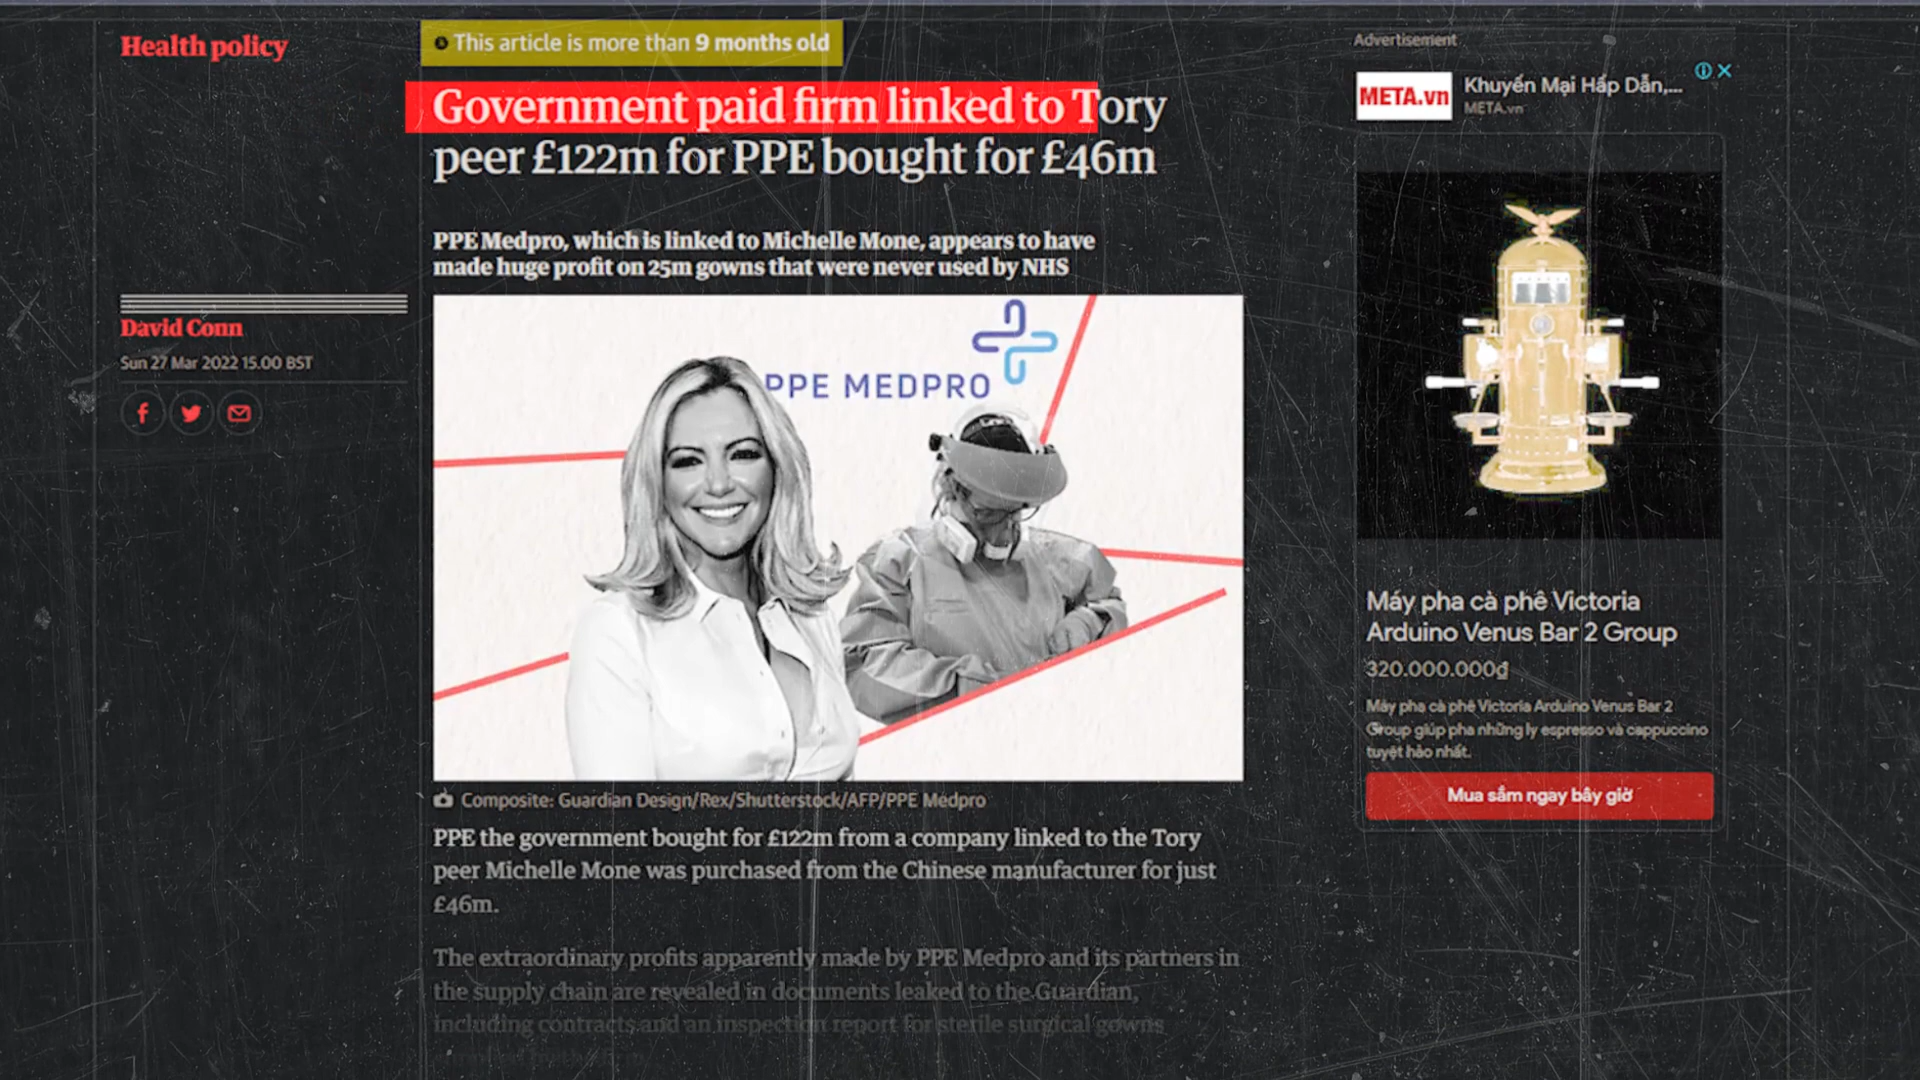 Health policy
This article is more than 9 months old
Government paid firm linked to Tory
peer £122m for PPE bought for £46m
PPE Medpro, which is linked to Michelle Mone, appears to have
made huge profit on 25m gowns that were never used by NHS
David Conn
Sun 27 Mar 2022 15.00 BST
PPE MEDPRO
Composite: Guardian Design/Rex/Shutterstock/AFP/PPE Medpro
PPE the government bought for £122m from a company linked to the Tory
peer Michelle Mone was purchased from the Chinese manufacturer for just
£46m.
The extraordinary profits apparently made by PPE Medpro and its partners in
the supply chain are revealed in documents leaked to the Guardian,
including contracts and an inspection report for sterile surgical gowns
Advertisement
META.vn
Khuyến Mại Hấp Dẫn,...
META.vn
Máy pha cà phê Victoria
Arduino Venus Bar 2 Group
320.000.000₫
Máy pha cà phê Victoria Arduino Venus Bar 2
Group giúp pha những ly espresso và cappuccino
tuyệt hảo nhất.
Mua sắm ngay bây giờ